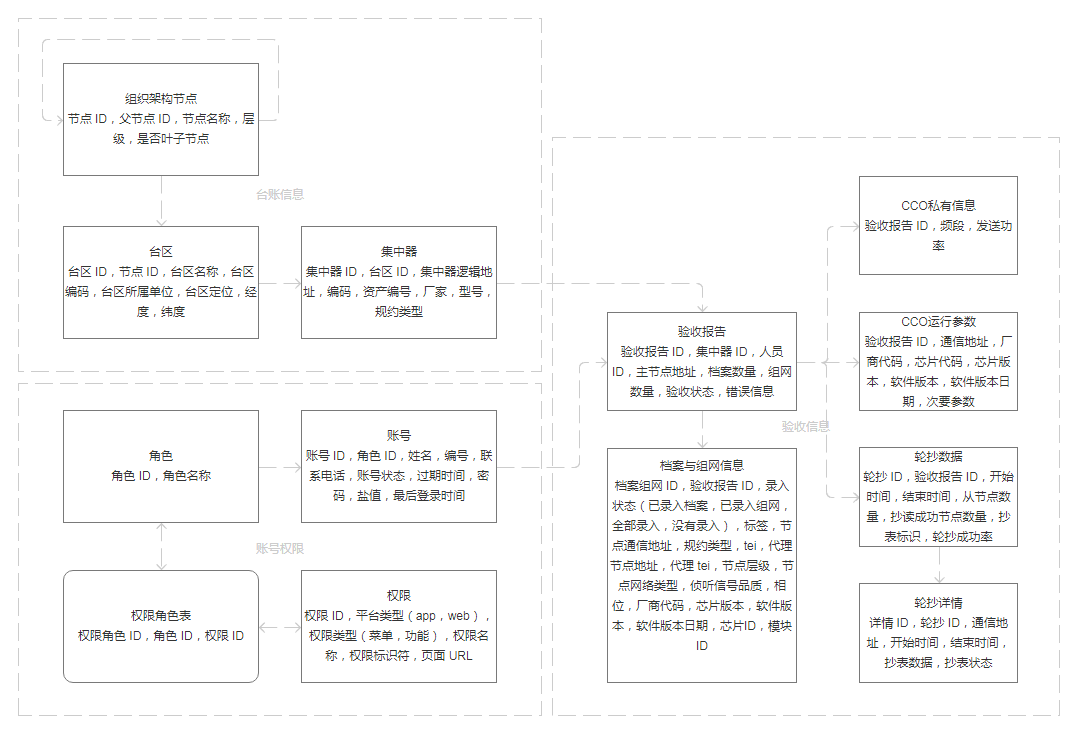 组织架构节点
节点 ID，父节点 ID，节点名称，层
级，是否叶子节点
台账信息
台区
台区 ID，节点 ID，台区名称，台区
编码，台区所属单位，台区定位，经
度，纬度
集中器
集中器 ID，台区 ID，集中器逻辑地
址，编码，资产编号，厂家，型号，
规约类型
角色
角色 ID，角色名称
账号
账号 ID，角色 ID，姓名，编号，联
系电话，账号状态，过期时间，密
码，盐值，最后登录时间
账号权限
权限角色表
权限角色 ID，角色 ID，权限 ID
权限
权限 ID，平台类型（app，web），
权限类型（菜单，功能），权限名
称，权限标识符，页面 URL
验收报告
验收报告 ID，集中器 ID，人员
ID，主节点地址，档案数量，组网
数量，验收状态，错误信息
验收信息
档案与组网信息
档案组网 ID，验收报告 ID，录入
状态（已录入档案，已录入组网，
全部录入，没有录入），标签，节
点通信地址，规约类型，tei，代理
节点地址，代理 tei，节点层级，节
点网络类型，侦听信号品质，相
位，厂商代码，芯片版本，软件版
本，软件版本日期，芯片ID，模块
ID
CCO私有信息
验收报告 ID，频段，发送功
率
CCO运行参数
验收报告 ID，通信地址，厂
商代码，芯片代码，芯片版
本，软件版本，软件版本日
期，次要参数
轮抄数据
轮抄 ID，验收报告 ID，开始
时间，结束时间，从节点数
量，抄读成功节点数量，抄
表标识，轮抄成功率
轮抄详情
详情 ID，轮抄 ID，通信地
址，开始时间，结束时间，
抄表数据，抄表状态